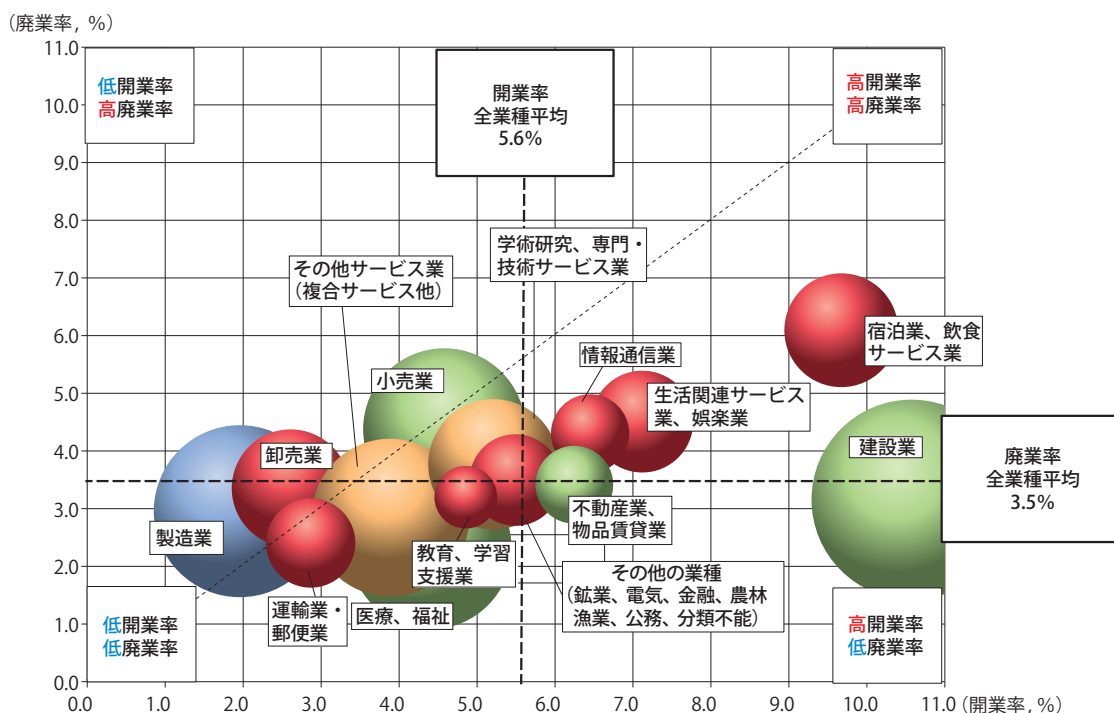 （廃業率, %）
11.0
10.0
9.0
8.0
7.0
6.0
5.0
4.0
3.0
2.0
1.0
0.0
低開業率
高廃業率
開業率
全業種平均
5.6%
高開業率
高廃業率
学術研究、専門・
技術サービス業
その他サービス業
（複合サービス他）
宿泊業、飲食
サービス業
情報通信業
小売業
生活関連サービス
業、娯楽業
卸売業
建設業
廃業率
全業種平均
3.5%
製造業
不動産業、
物品賃貸業
教育、学習
支援業
その他の業種
（鉱業、電気、金融、農林
漁業、公務、分類不能）
運輸業・
郵便業
医療、福祉
低開業率
低廃業率
高開業率
低廃業率
0.0 1.0 2.0 3.0 4.0 5.0 6.0 7.0 8.0 9.0 10.0 11.0 （開業率, %）